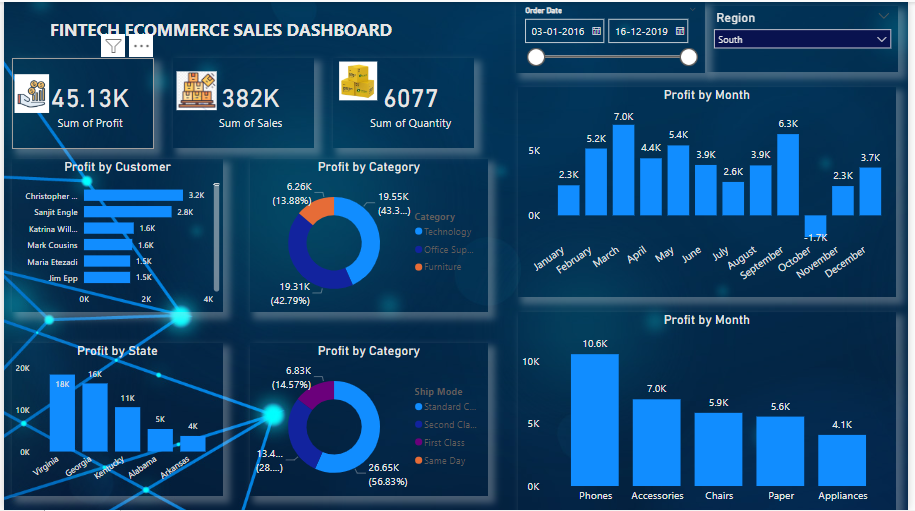 FINTECH ECOMMERCE SALES DASHBOARD
Order Date
03-01-2016
16-12-2019
Region
South
45.13K
Sum of Profit
382K
Sum of Sales
6077
Sum of Quantity
Profit by Customer
Christopher ...
3.2K
Sanjit Engle
2.8K
Katrina Will...
1.6K
Mark Cousins
1.6K
Maria Etezadi
1.5K
Jim Epp
1.5K
0K
2K
4K
Profit by Category
6.26K
(13.88%)
19.55K
(43.3...)
19.31K
(42.79%)
Category
Technology
Office Sup...
Furniture
Profit by Month
5K
0K
2.3K
5.2K
7.0K
4.4K
5.4K
3.9K
2.6K
3.9K
6.3K
-1.7K
2.3K
3.7K
January
February
March
April
May
June
July
August
September
October
November
December
Profit by State
20K
10K
0K
18K
16K
11K
5K
4K
Virginia
Georgia
Kentucky
Alabama
Arkansas
Profit by Category
6.83K
(14.57%)
13.4...
(28....)
26.65K
(56.83%)
Ship Mode
Standard C...
Second Cla...
First Class
Same Day
Profit by Month
10K
5K
0K
10.6K
7.0K
5.9K
5.6K
4.1K
Phones
Accessories
Chairs
Paper
Appliances